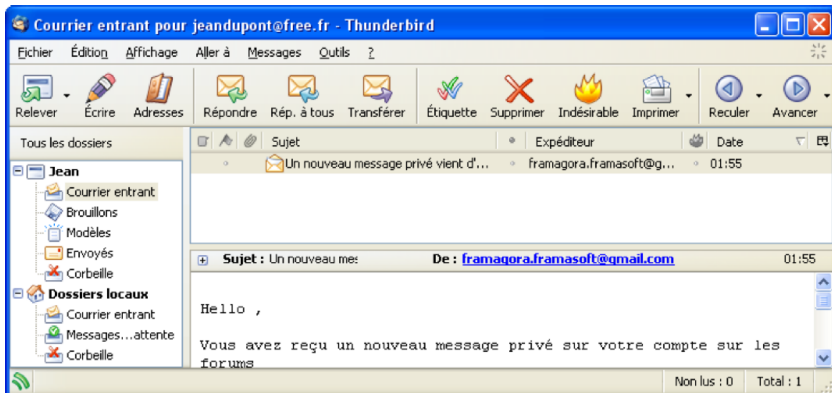 Courrier entrant pour jeandupont@free.fr - Thunderbird
Fichier Édition Affichage Aller à Messages Outils ?
Relever Écrire Adresses Répondre Rép. à tous Transférer Étiquette Supprimer Indésirable Imprimer Reculer Avancer
Tous les dossiers
Sujet Expéditeur Date
Un nouveau message privé vient d'... framagora.framasoft@g... 01:55
Jean
Courrier entrant
Brouillons
Modèles
Envoyés
Corbeille
Dossiers locaux
Courrier entrant
Messages...attente
Corbeille
Sujet : Un nouveau mes De : framagora.framasoft@gmail.com 01:55
Hello ,
Vous avez reçu un nouveau message privé sur votre compte sur les
forums
Non lus : 0 Total : 1